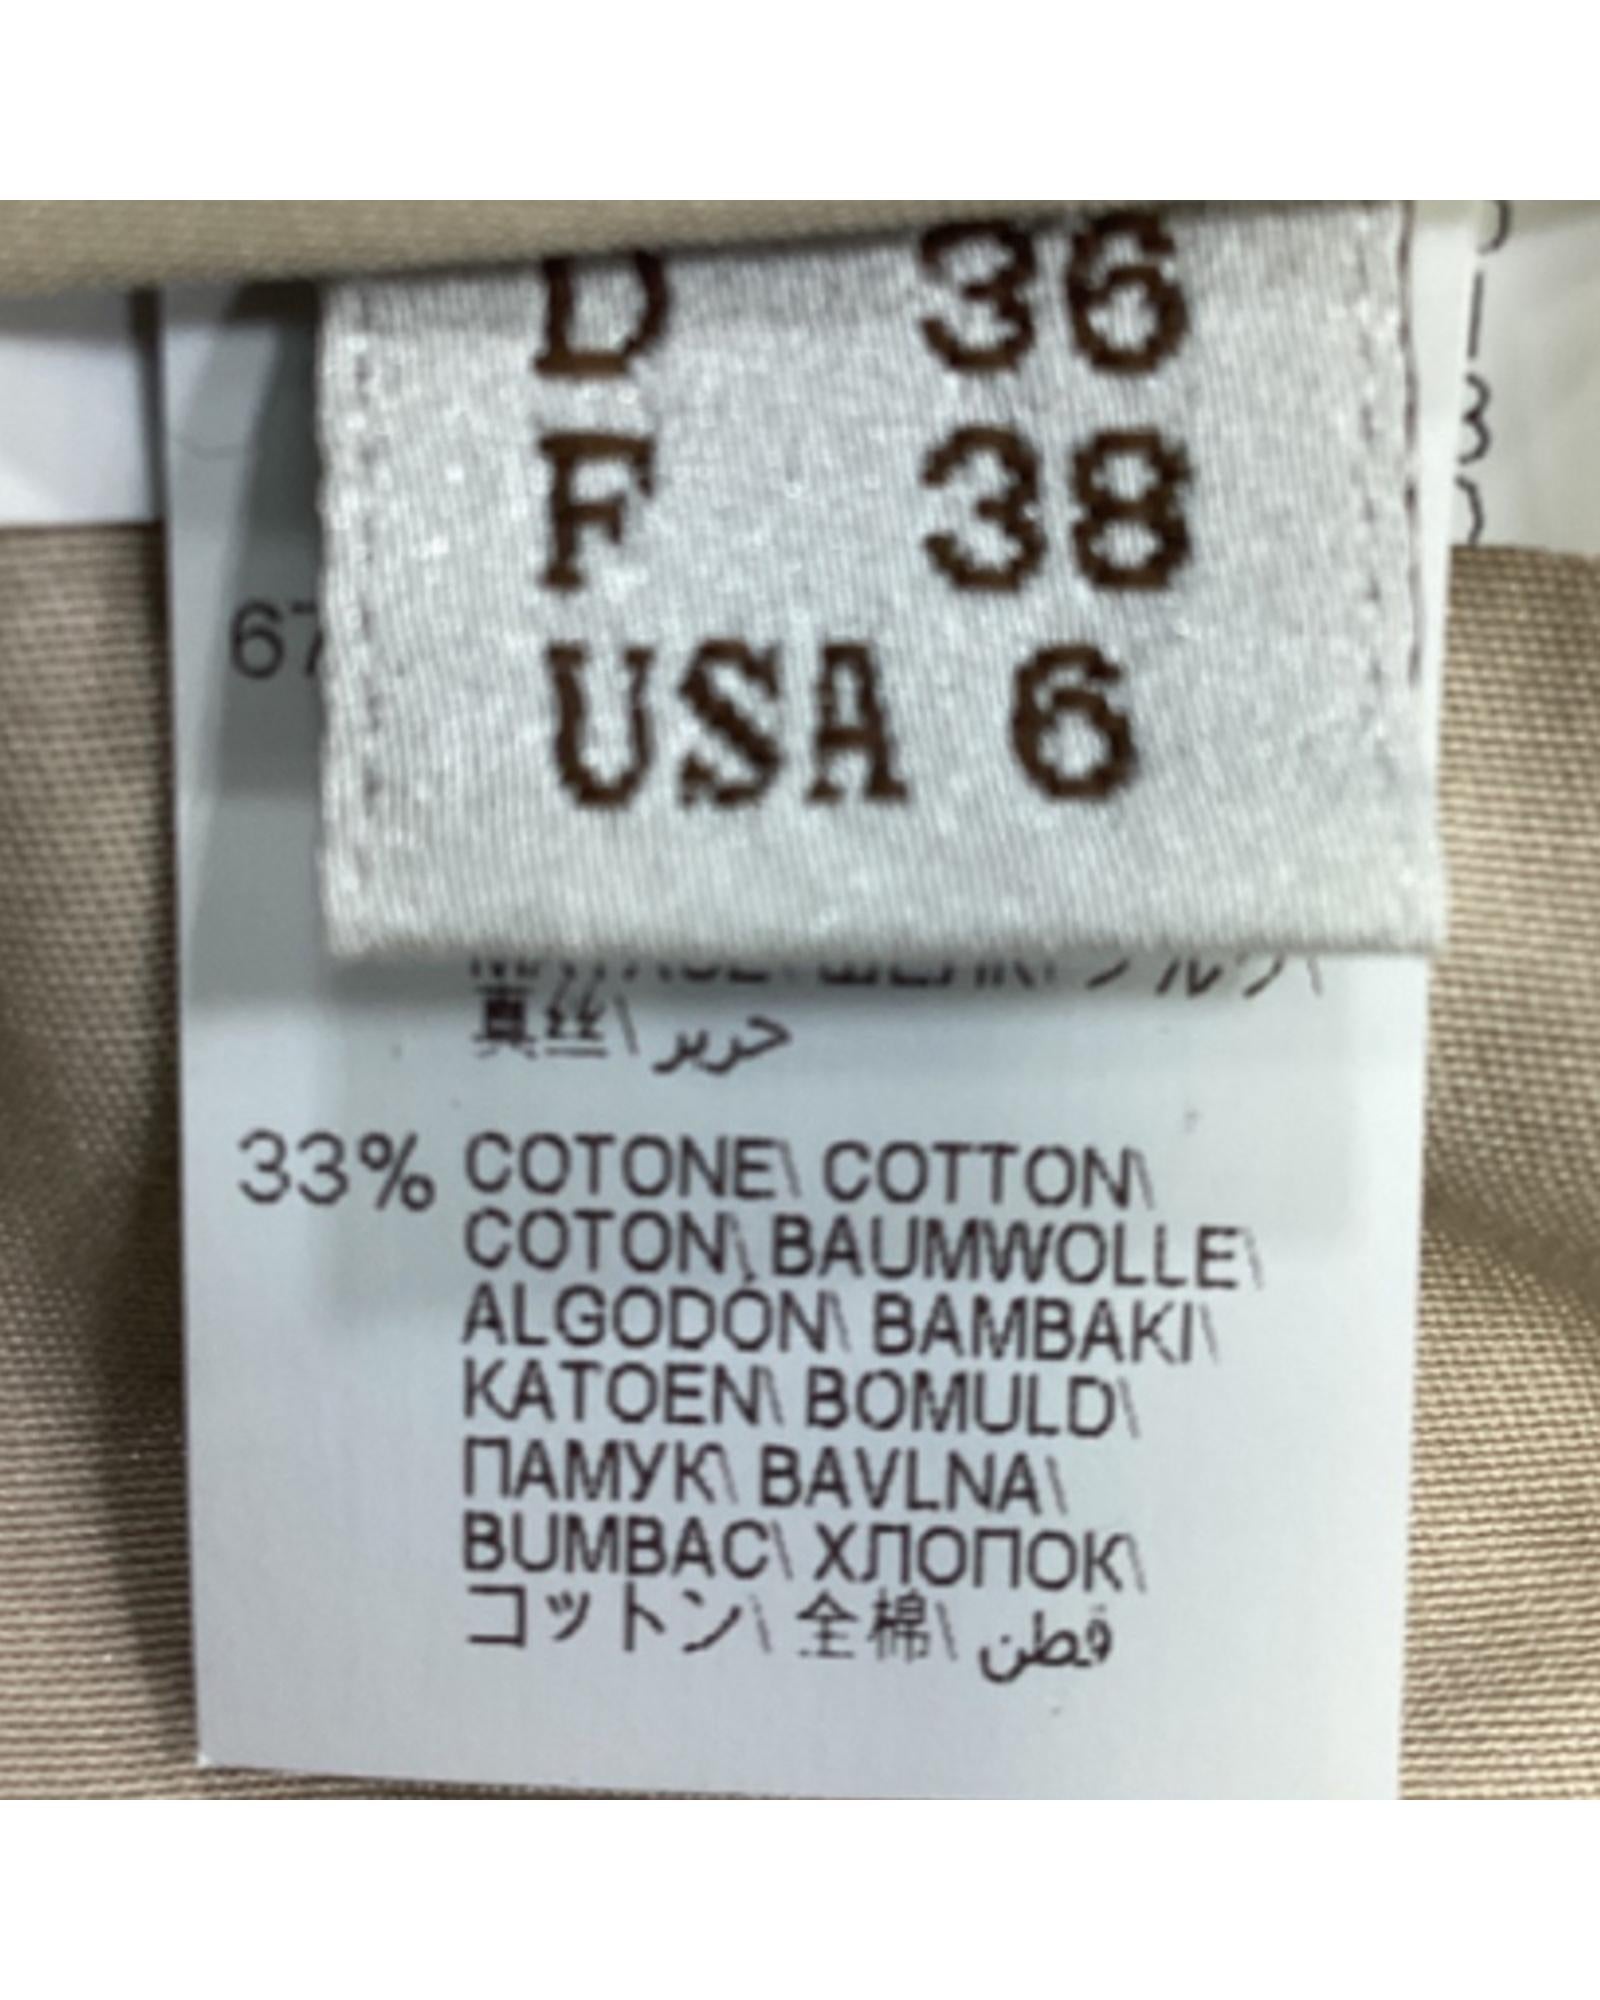 D 36
F 38
USA 6
67
真丝\ حرير
33% COTONE\ COTTON\
COTON\ BAUMWOLLE\
ALGODÓN\ BAMBAKI\
KATOEN\ BOMULD\
ПАМУК\ BAVLNA\
BUMBAC\ ХЛОПОК\
コットン\ 全棉\ قطن